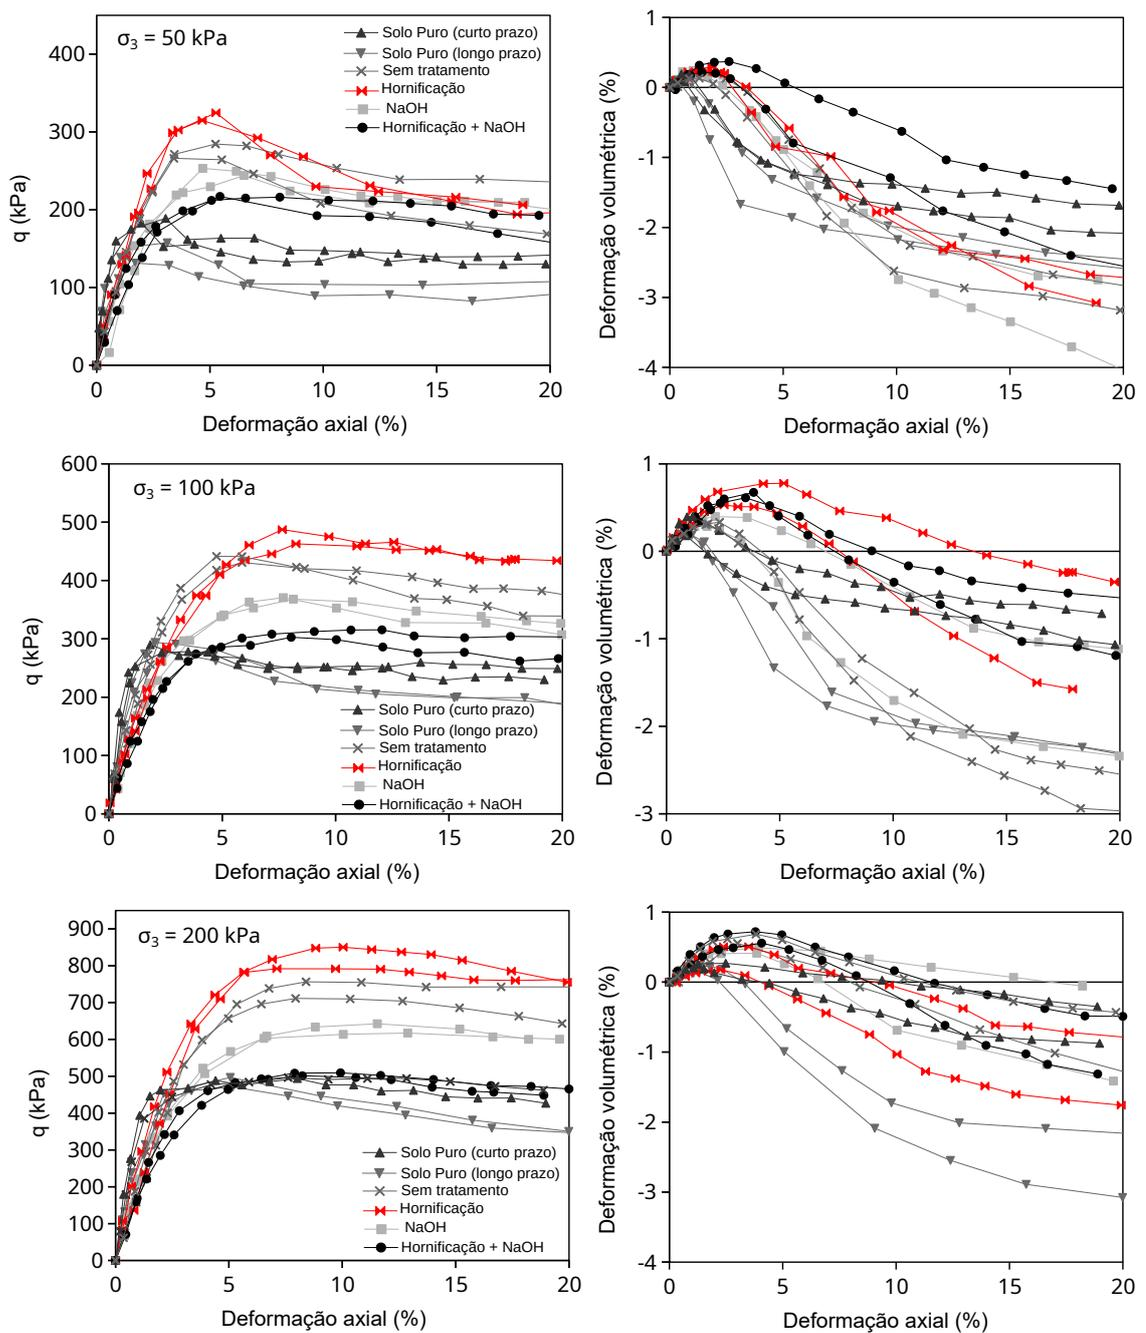 σ3 = 50 kPa
Solo Puro (curto prazo)
Solo Puro (longo prazo)
Sem tratamento
Hornificação
NaOH
Hornificação + NaOH
q (kPa)
400
300
200
100
0
0 5 10 15 20
Deformação axial (%)
Deformação volumétrica (%)
1
0
-1
-2
-3
-4
0 5 10 15 20
Deformação axial (%)
σ3 = 100 kPa
q (kPa)
600
500
400
300
200
100
0
Solo Puro (curto prazo)
Solo Puro (longo prazo)
Sem tratamento
Hornificação
NaOH
Hornificação + NaOH
0 5 10 15 20
Deformação axial (%)
Deformação volumétrica (%)
1
0
-1
-2
-3
0 5 10 15 20
Deformação axial (%)
σ3 = 200 kPa
q (kPa)
900
800
700
600
500
400
300
200
100
0
Solo Puro (curto prazo)
Solo Puro (longo prazo)
Sem tratamento
Hornificação
NaOH
Hornificação + NaOH
0 5 10 15 20
Deformação axial (%)
Deformação volumétrica (%)
1
0
-1
-2
-3
-4
0 5 10 15 20
Deformação axial (%)